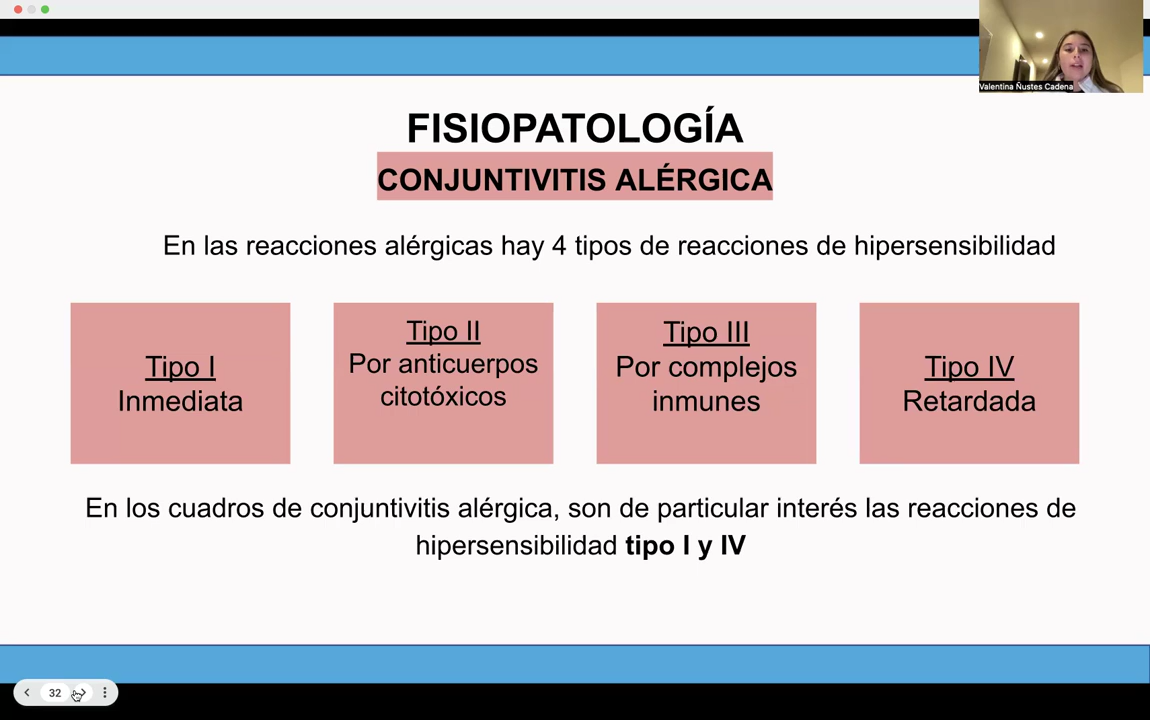 Valentina Ñustes Cadena
FISIOPATOLOGÍA
CONJUNTIVITIS ALÉRGICA
En las reacciones alérgicas hay 4 tipos de reacciones de hipersensibilidad
Tipo I
Inmediata
Tipo II
Por anticuerpos
citotóxicos
Tipo III
Por complejos
inmunes
Tipo IV
Retardada
En los cuadros de conjuntivitis alérgica, son de particular interés las reacciones de
hipersensibilidad tipo I y IV
32